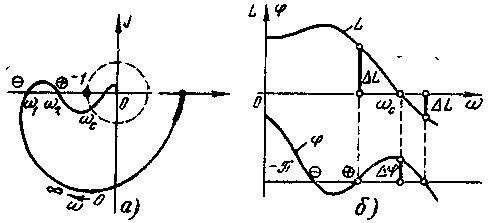 J
⊖ ω₁ ω₂ ⊕ -1 0
ω_c
∞ ω 0
а)
L φ
L
ΔL
0 ω_c ω
ΔL
φ
-π ⊖ ⊕ Δφ
б)